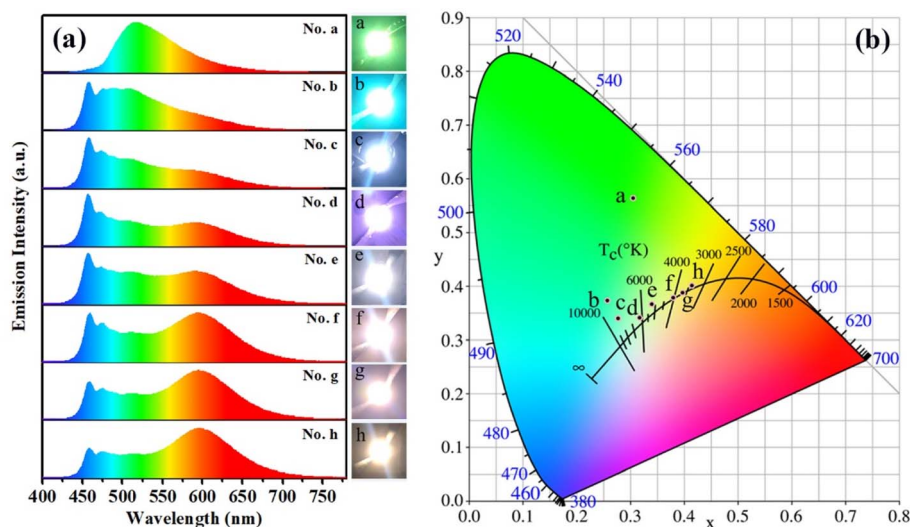 (a)
No. a
No. b
No. c
No. d
No. e
No. f
No. g
No. h
Emission Intensity (a.u.)
400 450 500 550 600 650 700 750
Wavelength (nm)
a
b
c
d
e
f
g
h
(b)
0.9
0.8
0.7
0.6
y
0.5
0.4
0.3
0.2
0.1
0.0
0.0 0.1 0.2 0.3 0.4 0.5 0.6 0.7 0.8
x
520
540
560
580
600
620
700
500
490
480
470
460
380
a
T_c(°K)
b
c
d
e
f
g
h
10000
6000
4000
3000
2500
2000
1500
∞